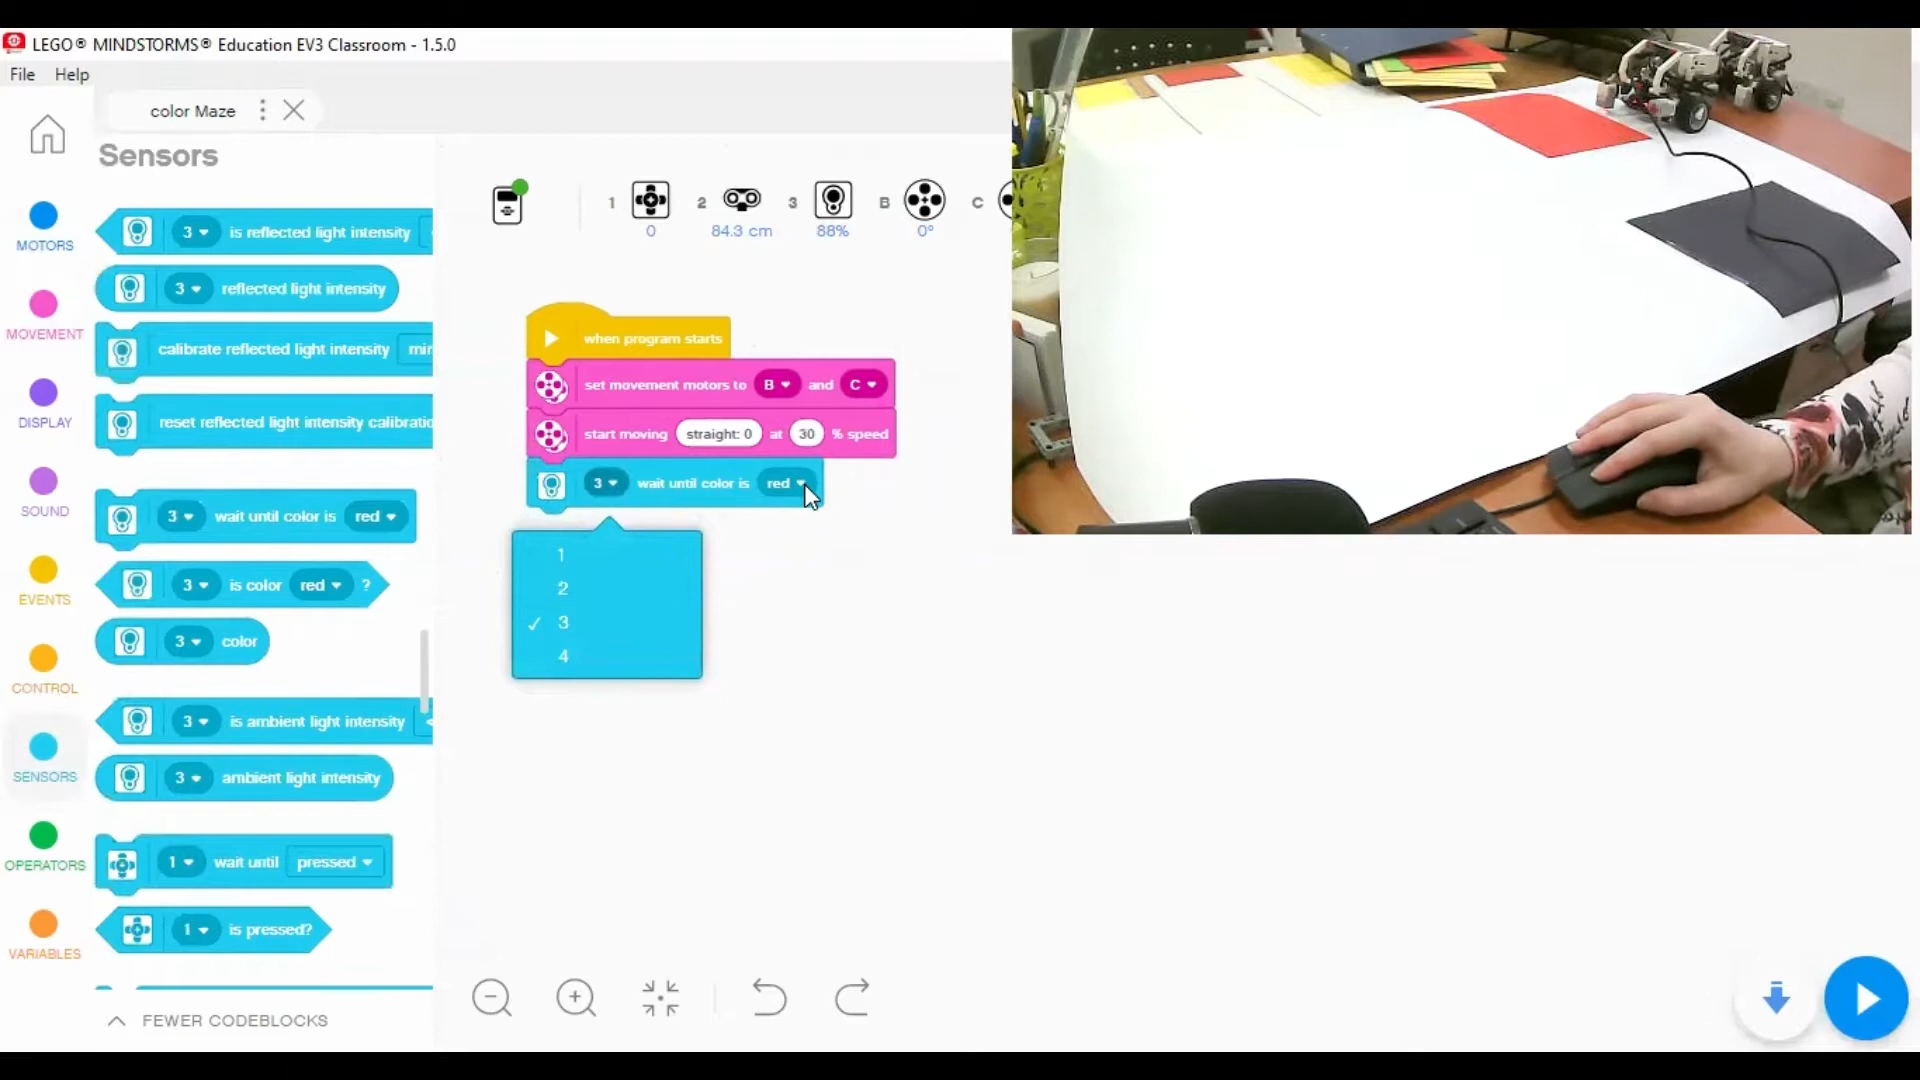 LEGO® MINDSTORMS® Education EV3 Classroom - 1.5.0
File Help
color Maze
Sensors
MOTORS
MOVEMENT
DISPLAY
SOUND
EVENTS
CONTROL
SENSORS
OPERATORS
VARIABLES
3 is reflected light intensity
3 reflected light intensity
calibrate reflected light intensity
reset reflected light intensity
3 wait until color is red
3 is color red ?
3 color
3 is ambient light intensity <
3 ambient light intensity
1 wait until pressed
1 is pressed?
FEWER CODEBLOCKS
1 2 3 B C
0 84.3 cm 88% 0°
when program starts
set movement motors to B and C
start moving straight: 0 at 30 % speed
3 wait until color is red
1
2
✓ 3
4